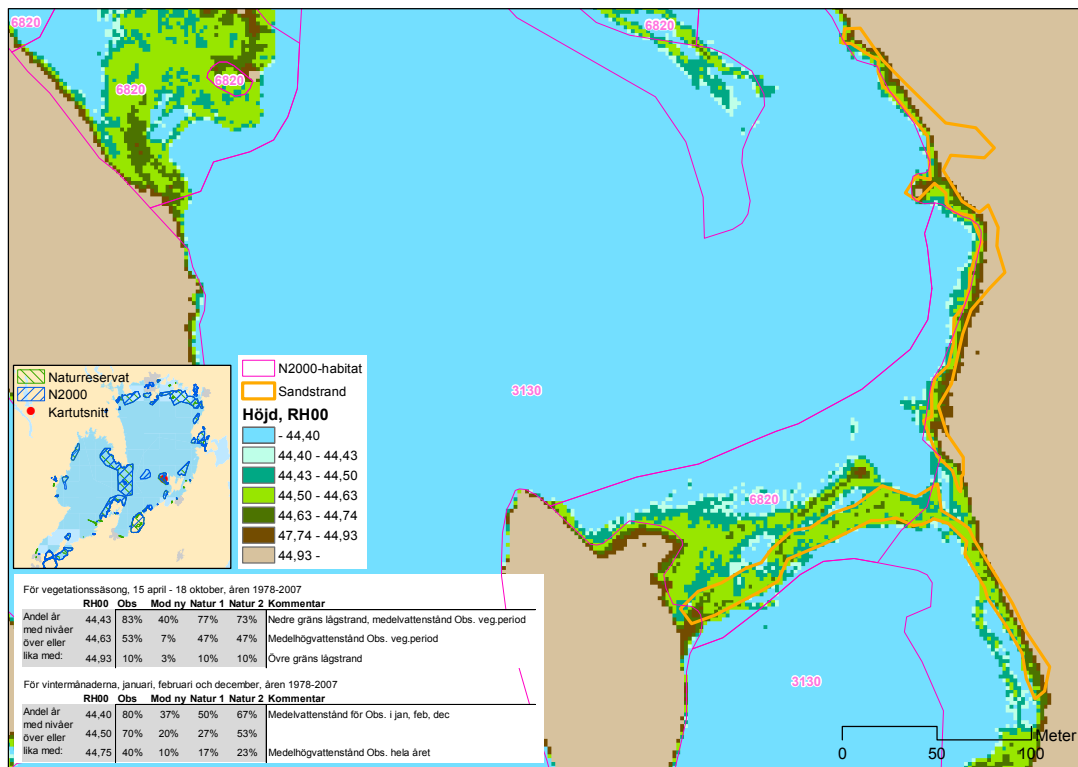 6820
6820
6820
6820
3130
6820
3130
Naturreservat
N2000
Kartutsnitt
N2000-habitat
Sandstrand
Höjd, RH00
- 44,40
44,40 - 44,43
44,43 - 44,50
44,50 - 44,63
44,63 - 44,74
47,74 - 44,93
44,93 -
För vegetationssäsong, 15 april - 18 oktober, åren 1978-2007
RH00 Obs Mod ny Natur 1 Natur 2 Kommentar
Andel år med nivåer över eller lika med:
44,43 83% 40% 77% 73% Nedre gräns lågstrand, medelvattenstånd Obs. veg.period
44,63 53% 7% 47% 47% Medelhögvattenstånd Obs. veg.period
44,93 10% 3% 10% 10% Övre gräns lågstrand
För vintermånaderna, januari, februari och december, åren 1978-2007
RH00 Obs Mod ny Natur 1 Natur 2 Kommentar
Andel år med nivåer över eller lika med:
44,40 80% 37% 50% 67% Medelvattenstånd för Obs. i jan, feb, dec
44,50 70% 20% 27% 53%
44,75 40% 10% 17% 23% Medelhögvattenstånd Obs. hela året
Meter
0 50 100